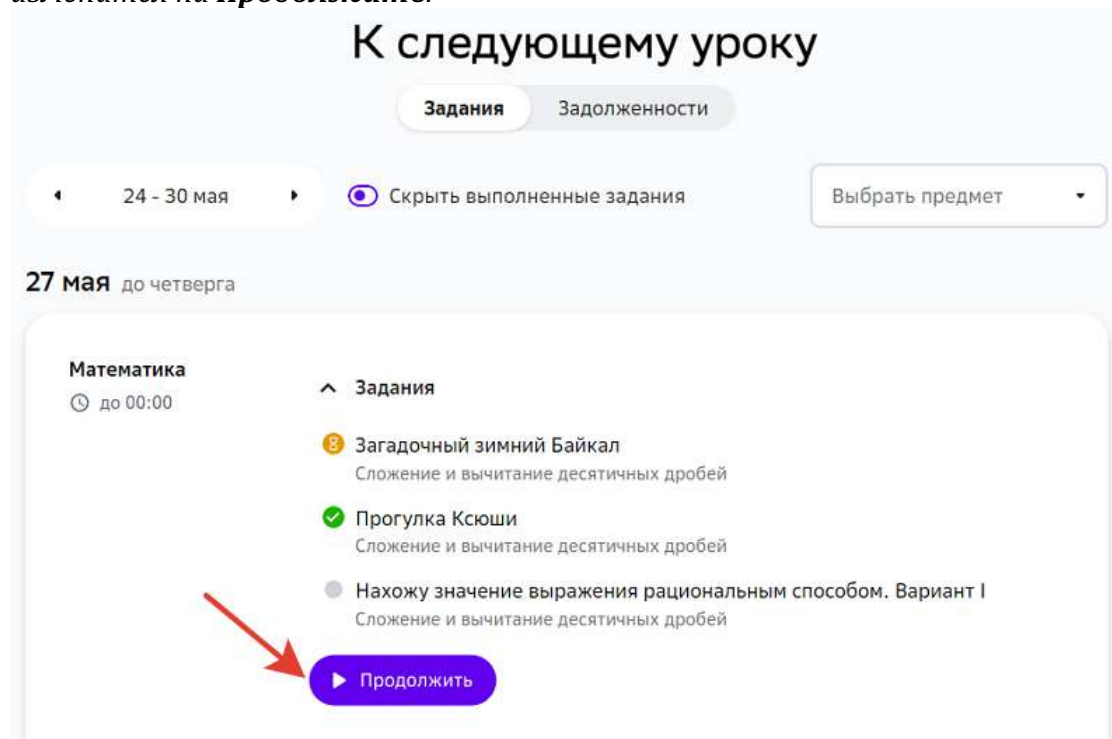 К следующему уроку
Задания Задолженности
24 - 30 мая Скрыть выполненные задания Выбрать предмет
27 мая до четверга
Математика
до 00:00
Задания
Загадочный зимний Байкал
Сложение и вычитание десятичных дробей
Прогулка Ксюши
Сложение и вычитание десятичных дробей
Нахожу значение выражения рациональным способом. Вариант I
Сложение и вычитание десятичных дробей
Продолжить